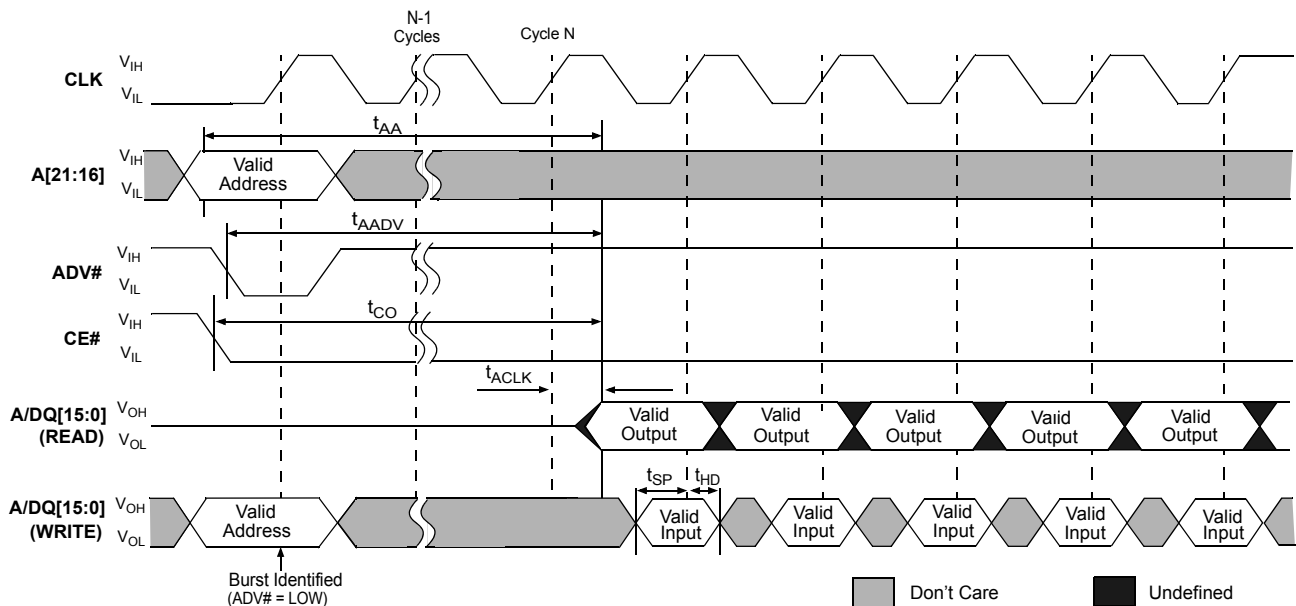 N-1
Cycles
Cycle N
CLK
VIH
VIL
tAA
A[21:16]
VIH
VIL
Valid
Address
tAADV
ADV#
VIH
VIL
tCO
CE#
VIH
VIL
tACLK
A/DQ[15:0]
(READ)
VOH
VOL
Valid
Output
Valid
Output
Valid
Output
Valid
Output
Valid
Output
tSP
tHD
A/DQ[15:0]
(WRITE)
VOH
VOL
Valid
Address
Valid
Input
Valid
Input
Valid
Input
Valid
Input
Valid
Input
Burst Identified
(ADV# = LOW)
Don't Care
Undefined